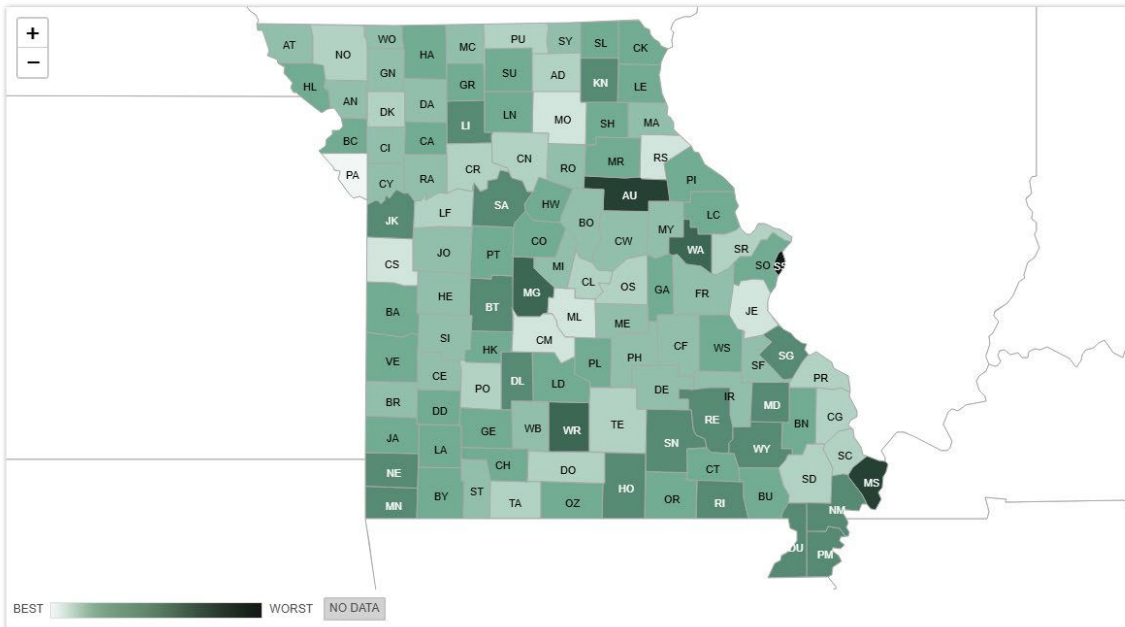 +
−
AT NO WO HA MC PU SY SL CK
HL GN GR SU AD KN LE
AN DK DA LI LN MO SH MA
BC CI CA CR CN RO MR RS
PA CY RA PI
JK LF SA HW BO AU MY LC
CS JO PT CO CW WA SR SO SS
MI CL OS GA FR
BA HE BT MG ML ME JE
SI HK CM PL PH CF WS SG
VE CE PO DL LD DE SF PR
BR DD IR MD CG
JA LA GE WB WR TE SN RE WY BN SC
NE CH DO CT SD MS
MN BY ST TA OZ HO OR RI BU NM
DU PM
BEST WORST NO DATA